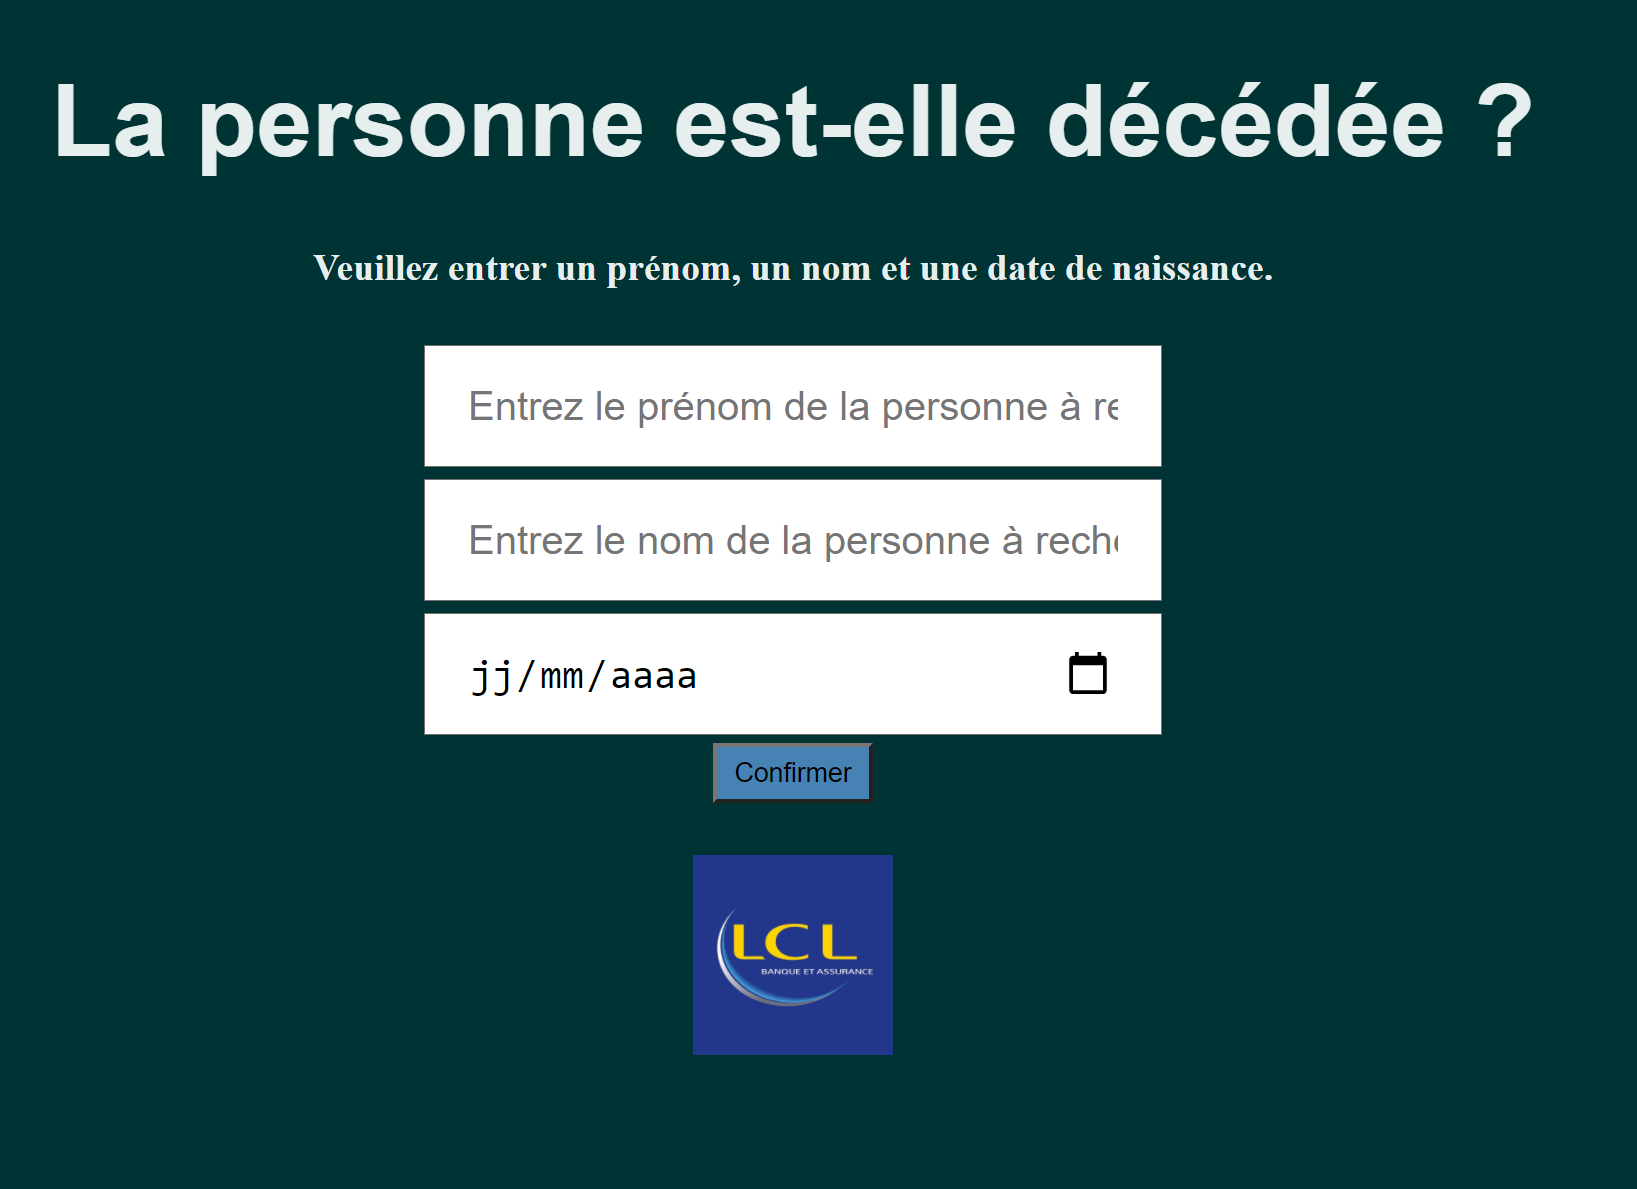 La personne est-elle décédée ?
Veuillez entrer un prénom, un nom et une date de naissance.
Entrez le prénom de la personne à re
Entrez le nom de la personne à reche
jj/mm/aaaa
Confirmer
LCL
BANQUE ET ASSURANCE